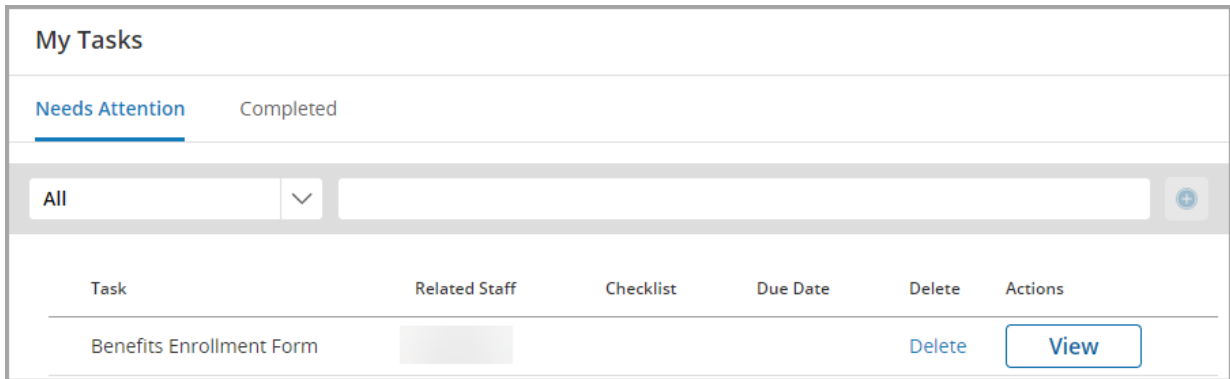 My Tasks
Needs Attention Completed
All
Task Related Staff Checklist Due Date Delete Actions
Benefits Enrollment Form Delete View